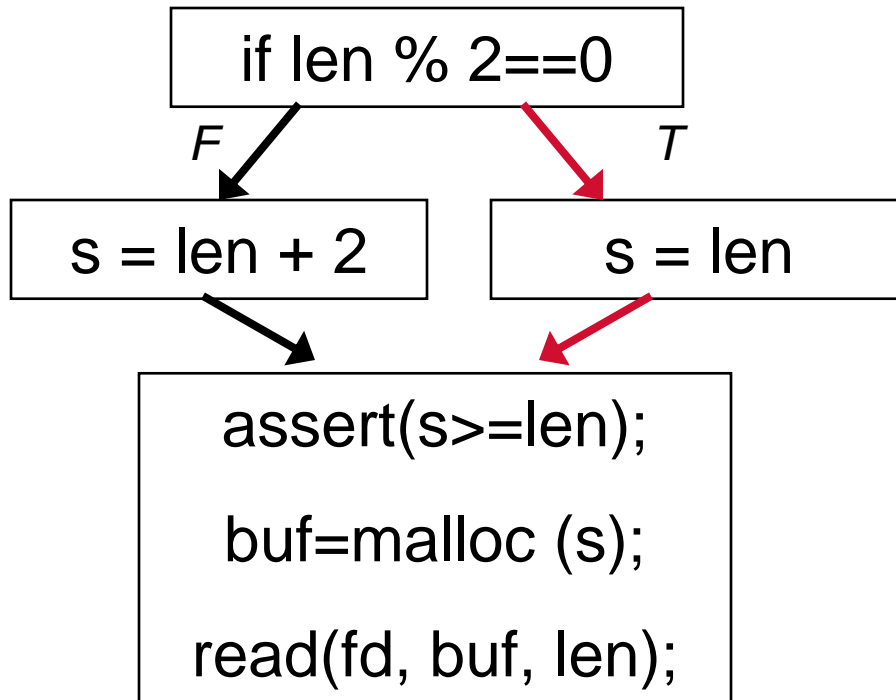 if len % 2==0
F
T
s = len + 2
s = len
assert(s>=len);
buf=malloc (s);
read(fd, buf, len);